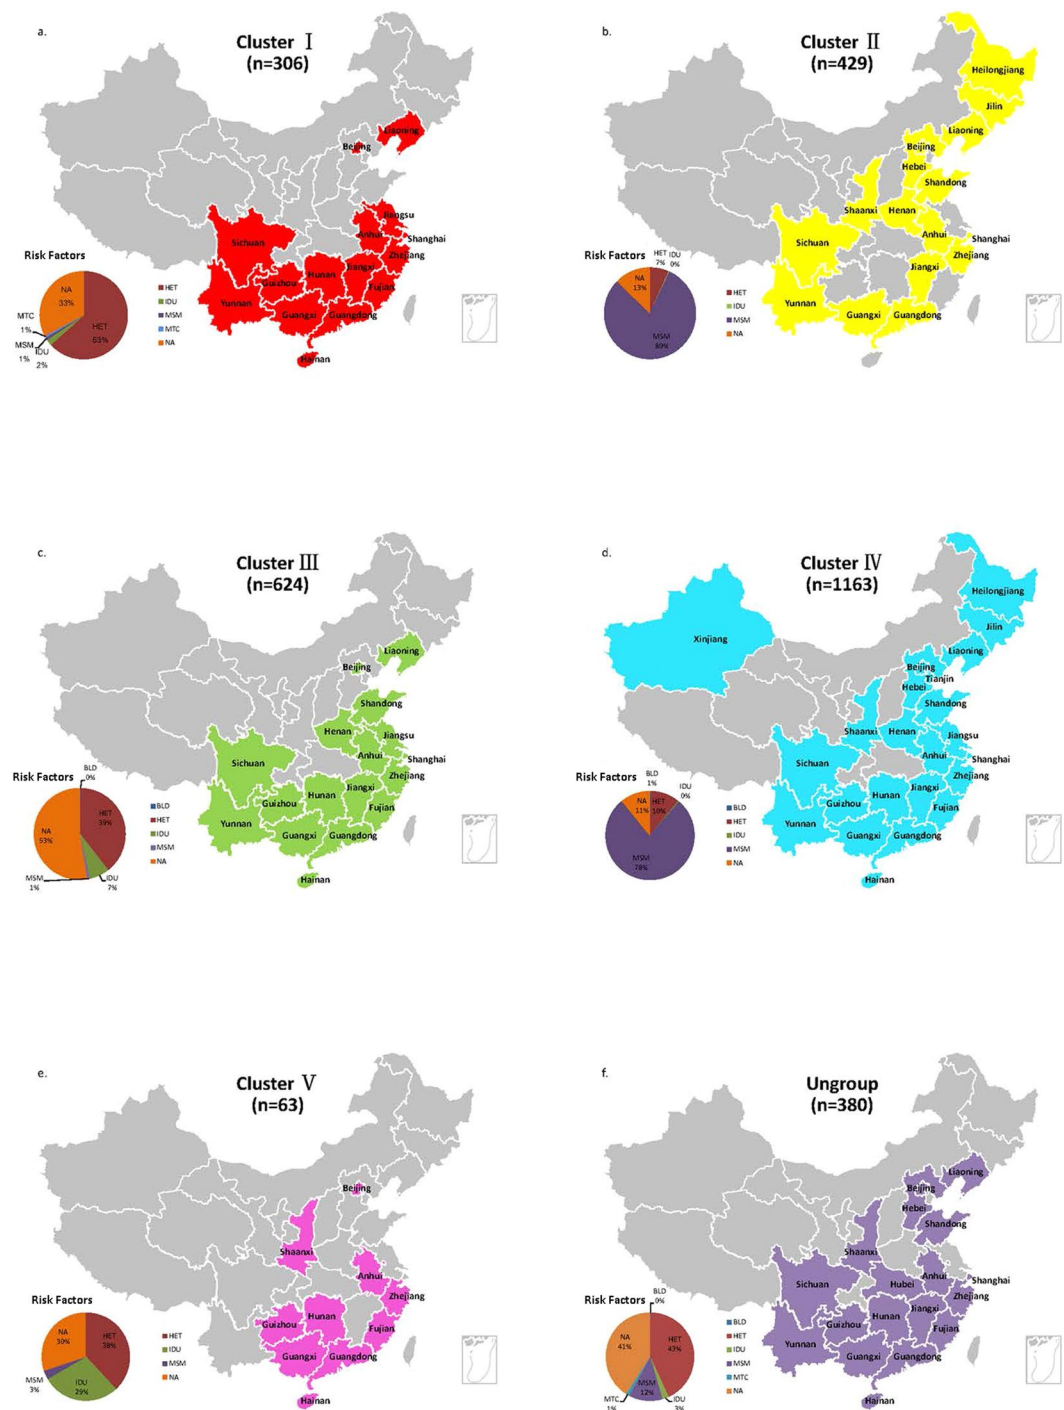 a.
Cluster Ⅰ
(n=306)
Liaoning
Beijing
Jiangsu
Anhui
Shanghai
Sichuan
Zhejiang
Hunan
Jiangxi
Guizhou
Fujian
Yunnan
Guangxi
Guangdong
Hainan
Risk Factors
NA
33%
HET
63%
MTC
1%
MSM
1%
IDU
2%
HET
IDU
MSM
MTC
NA
b.
Cluster Ⅱ
(n=429)
Heilongjiang
Jilin
Liaoning
Beijing
Hebei
Shandong
Shaanxi
Henan
Anhui
Shanghai
Sichuan
Zhejiang
Jiangxi
Yunnan
Guangxi
Guangdong
Risk Factors
HET
7%
IDU
0%
NA
13%
MSM
89%
HET
IDU
MSM
NA
c.
Cluster Ⅲ
(n=624)
Liaoning
Beijing
Shandong
Henan
Jiangsu
Anhui
Shanghai
Sichuan
Zhejiang
Hunan
Jiangxi
Guizhou
Fujian
Yunnan
Guangxi
Guangdong
Hainan
Risk Factors
BLD
0%
HET
39%
NA
53%
MSM
1%
IDU
7%
BLD
HET
IDU
MSM
NA
d.
Cluster Ⅳ
(n=1163)
Heilongjiang
Jilin
Xinjiang
Liaoning
Beijing
Tianjin
Hebei
Shandong
Shaanxi
Henan
Jiangsu
Anhui
Shanghai
Sichuan
Zhejiang
Hunan
Jiangxi
Guizhou
Fujian
Yunnan
Guangxi
Guangdong
Hainan
Risk Factors
BLD
1%
IDU
0%
NA
11%
HET
10%
MSM
78%
BLD
HET
IDU
MSM
NA
e.
Cluster Ⅴ
(n=63)
Beijing
Shaanxi
Anhui
Zhejiang
Hunan
Guizhou
Fujian
Guangxi
Guangdong
Hainan
Risk Factors
NA
30%
HET
38%
MSM
3%
IDU
29%
HET
IDU
MSM
NA
f.
Ungroup
(n=380)
Liaoning
Beijing
Hebei
Shandong
Shaanxi
Sichuan
Hubei
Anhui
Shanghai
Zhejiang
Jiangxi
Hunan
Guizhou
Fujian
Yunnan
Guangxi
Guangdong
Hainan
Risk Factors
BLD
0%
NA
41%
HET
43%
MSM
12%
MTC
1%
IDU
3%
BLD
HET
IDU
MSM
MTC
NA